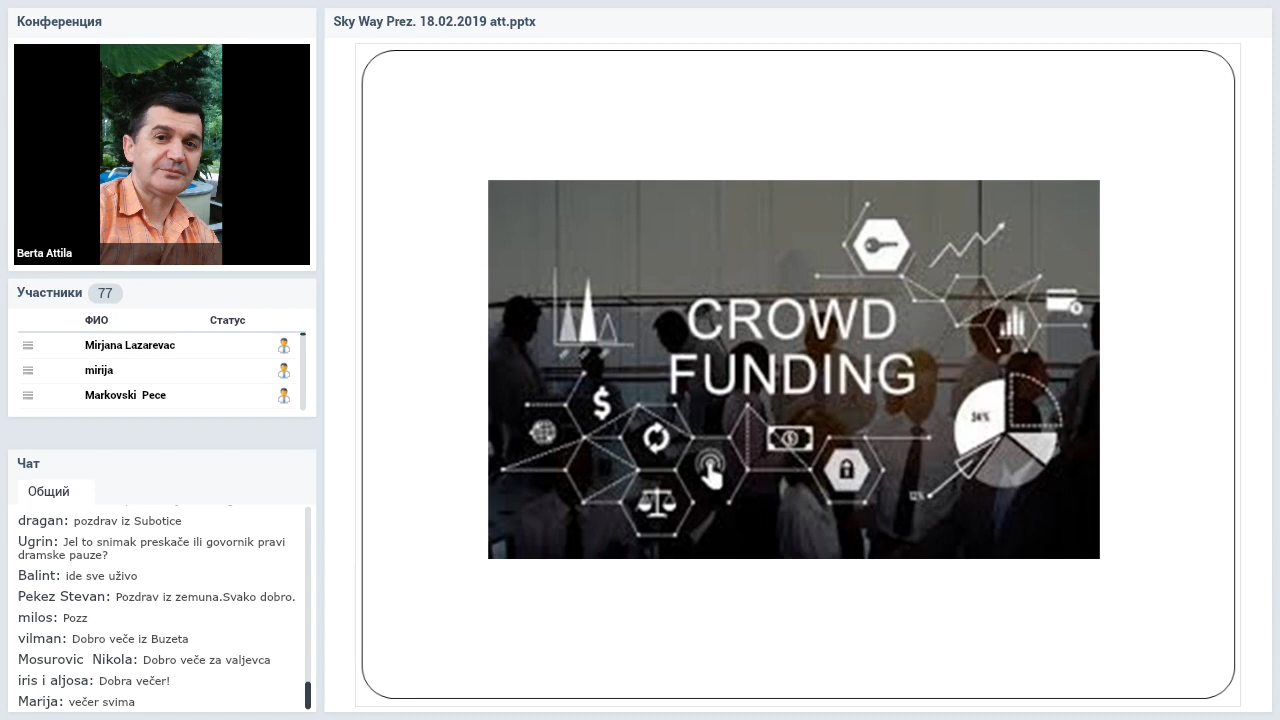 Конференция
Berta Attila
Участники 77
ФИО Статус
Mirjana Lazarevac
mirija
Markovski Pece
Чат
Общий
dragan: pozdrav iz Subotice
Ugrin: Jel to snimak preskače ili govornik pravi
dramske pauze?
Balint: ide sve uživo
Pekez Stevan: Pozdrav iz zemuna.Svako dobro.
milos: Pozz
vilman: Dobro veče iz Buzeta
Mosurovic Nikola: Dobro veče za valjevca
iris i aljosa: Dobra večer!
Marija: večer svima
Sky Way Prez. 18.02.2019 att.pptx
CROWD
FUNDING
$
34%
12%